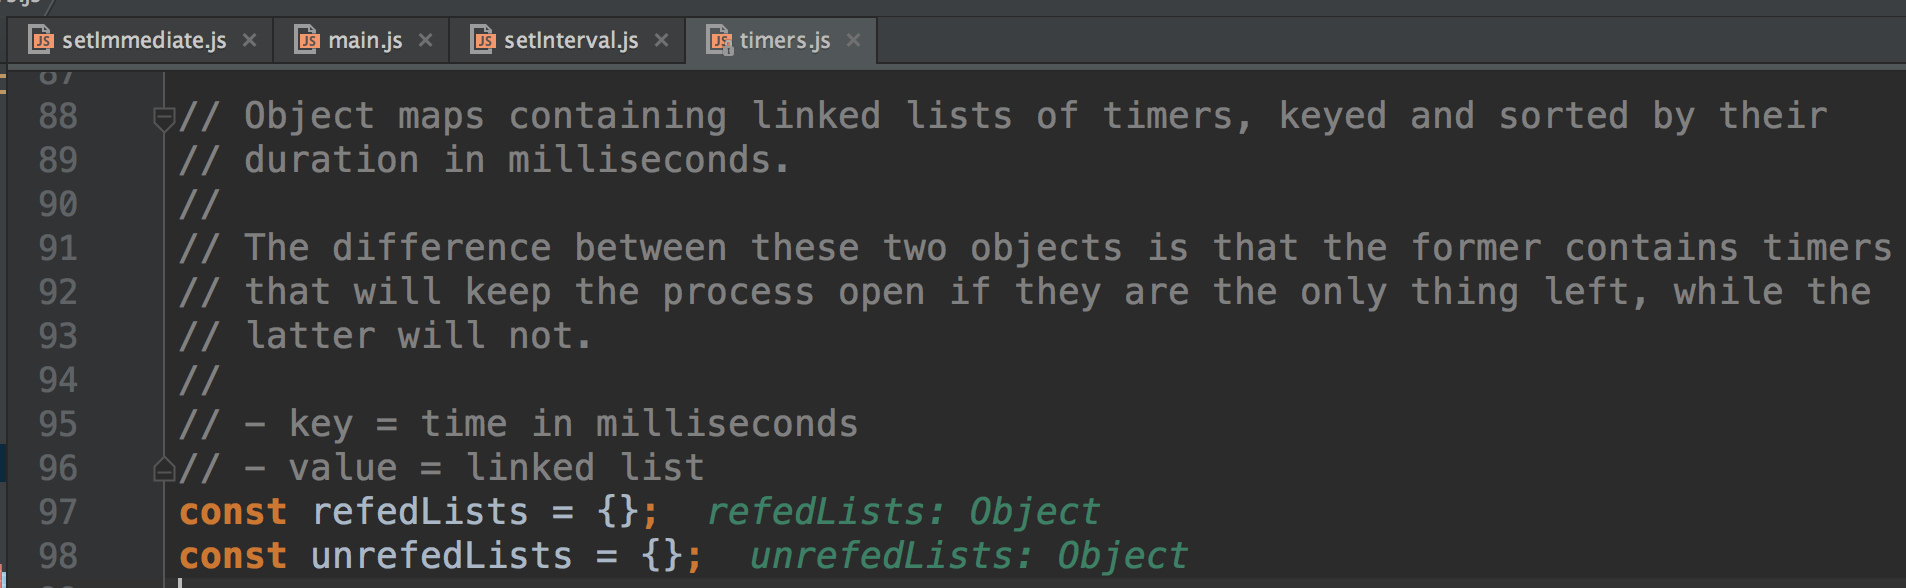 setImmediate.js × main.js × setInterval.js × timers.js ×
87
88 // Object maps containing linked lists of timers, keyed and sorted by their
89 // duration in milliseconds.
90 //
91 // The difference between these two objects is that the former contains timers
92 // that will keep the process open if they are the only thing left, while the
93 // latter will not.
94 //
95 // - key = time in milliseconds
96 // - value = linked list
97 const refedLists = {}; refedLists: Object
98 const unrefedLists = {}; unrefedLists: Object